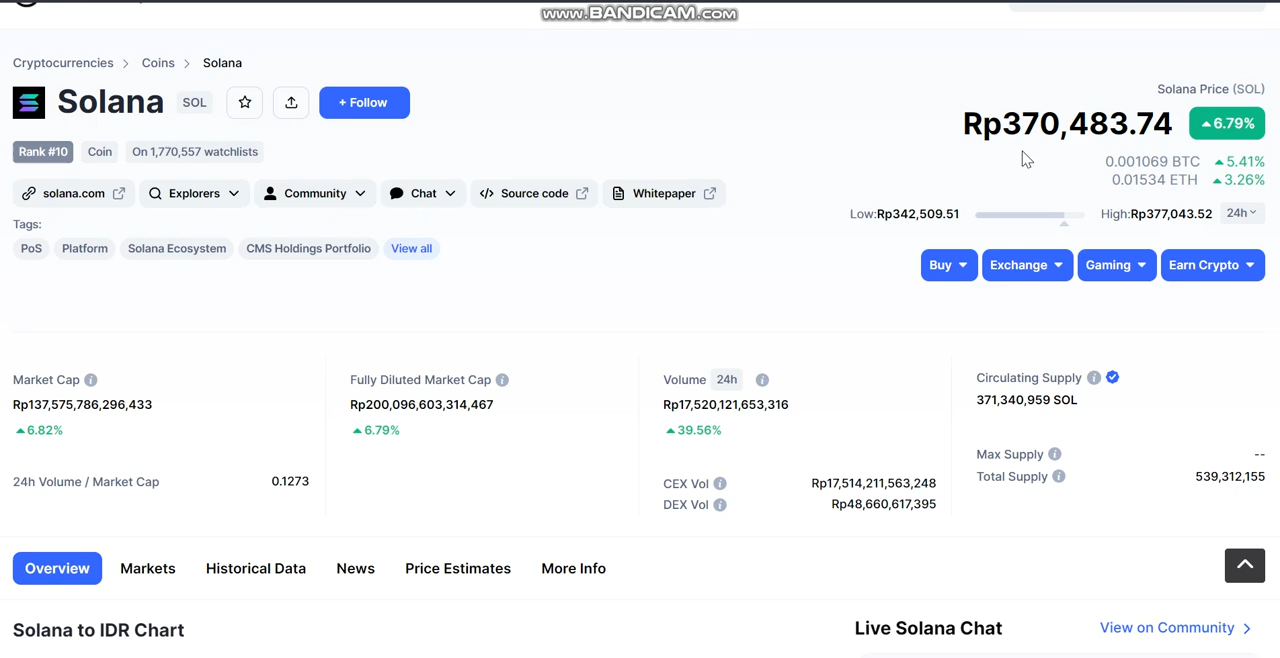 www.BANDICAM.com
Cryptocurrencies > Coins > Solana
Solana SOL + Follow
Rank #10 Coin On 1,770,557 watchlists
solana.com Explorers Community Chat Source code Whitepaper
Tags:
PoS Platform Solana Ecosystem CMS Holdings Portfolio View all
Solana Price (SOL)
Rp370,483.74 6.79%
0.001069 BTC 5.41%
0.01534 ETH 3.26%
Low:Rp342,509.51 High:Rp377,043.52 24h
Buy Exchange Gaming Earn Crypto
Market Cap
Rp137,575,786,296,433
6.82%
24h Volume / Market Cap 0.1273
Fully Diluted Market Cap
Rp200,096,603,314,467
6.79%
Volume 24h
Rp17,520,121,653,316
39.56%
CEX Vol Rp17,514,211,563,248
DEX Vol Rp48,660,617,395
Circulating Supply
371,340,959 SOL
Max Supply --
Total Supply 539,312,155
Overview Markets Historical Data News Price Estimates More Info
Solana to IDR Chart
Live Solana Chat View on Community >